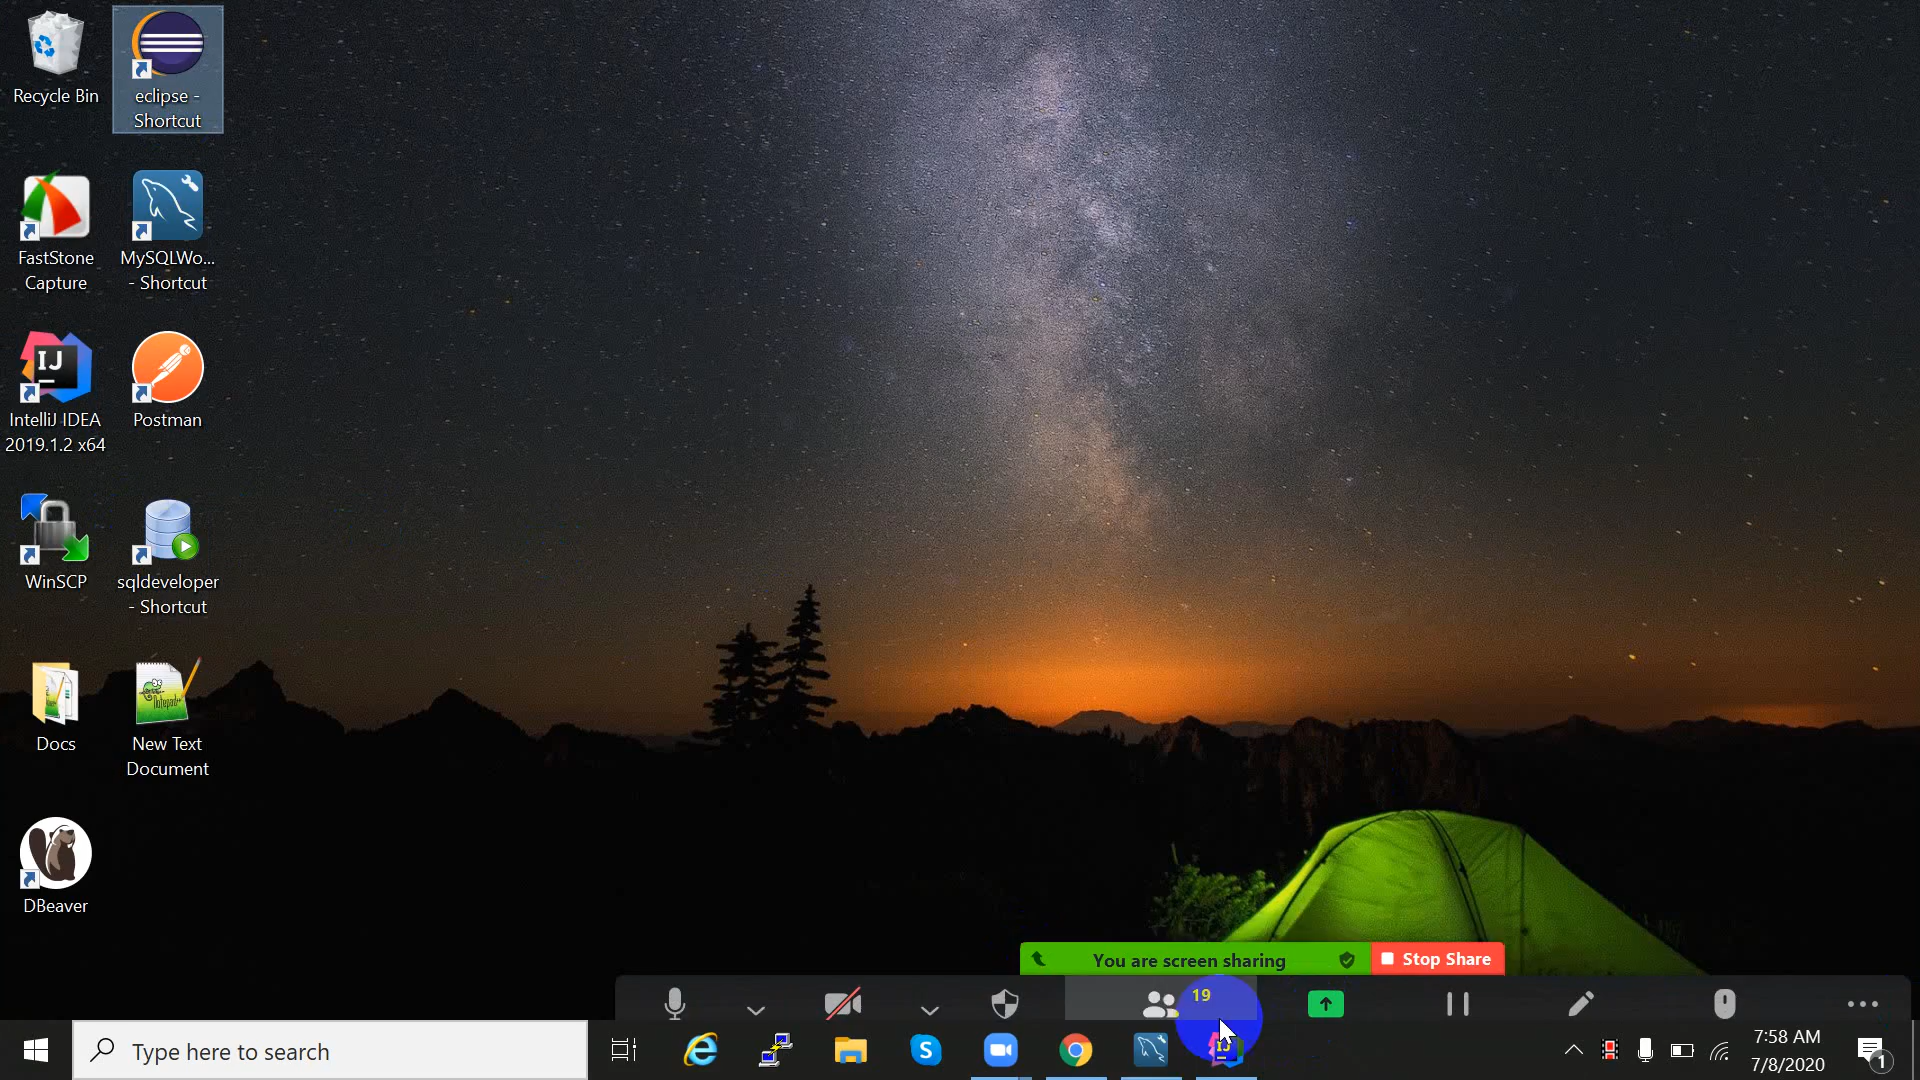 Recycle Bin
eclipse -
Shortcut
FastStone
Capture
MySQLWo...
- Shortcut
IJ
IntelliJ IDEA
2019.1.2 x64
Postman
WinSCP
sqldeveloper
- Shortcut
Docs
New Text
Document
DBeaver
You are screen sharing
Stop Share
19
Type here to search
7:58 AM
7/8/2020
1